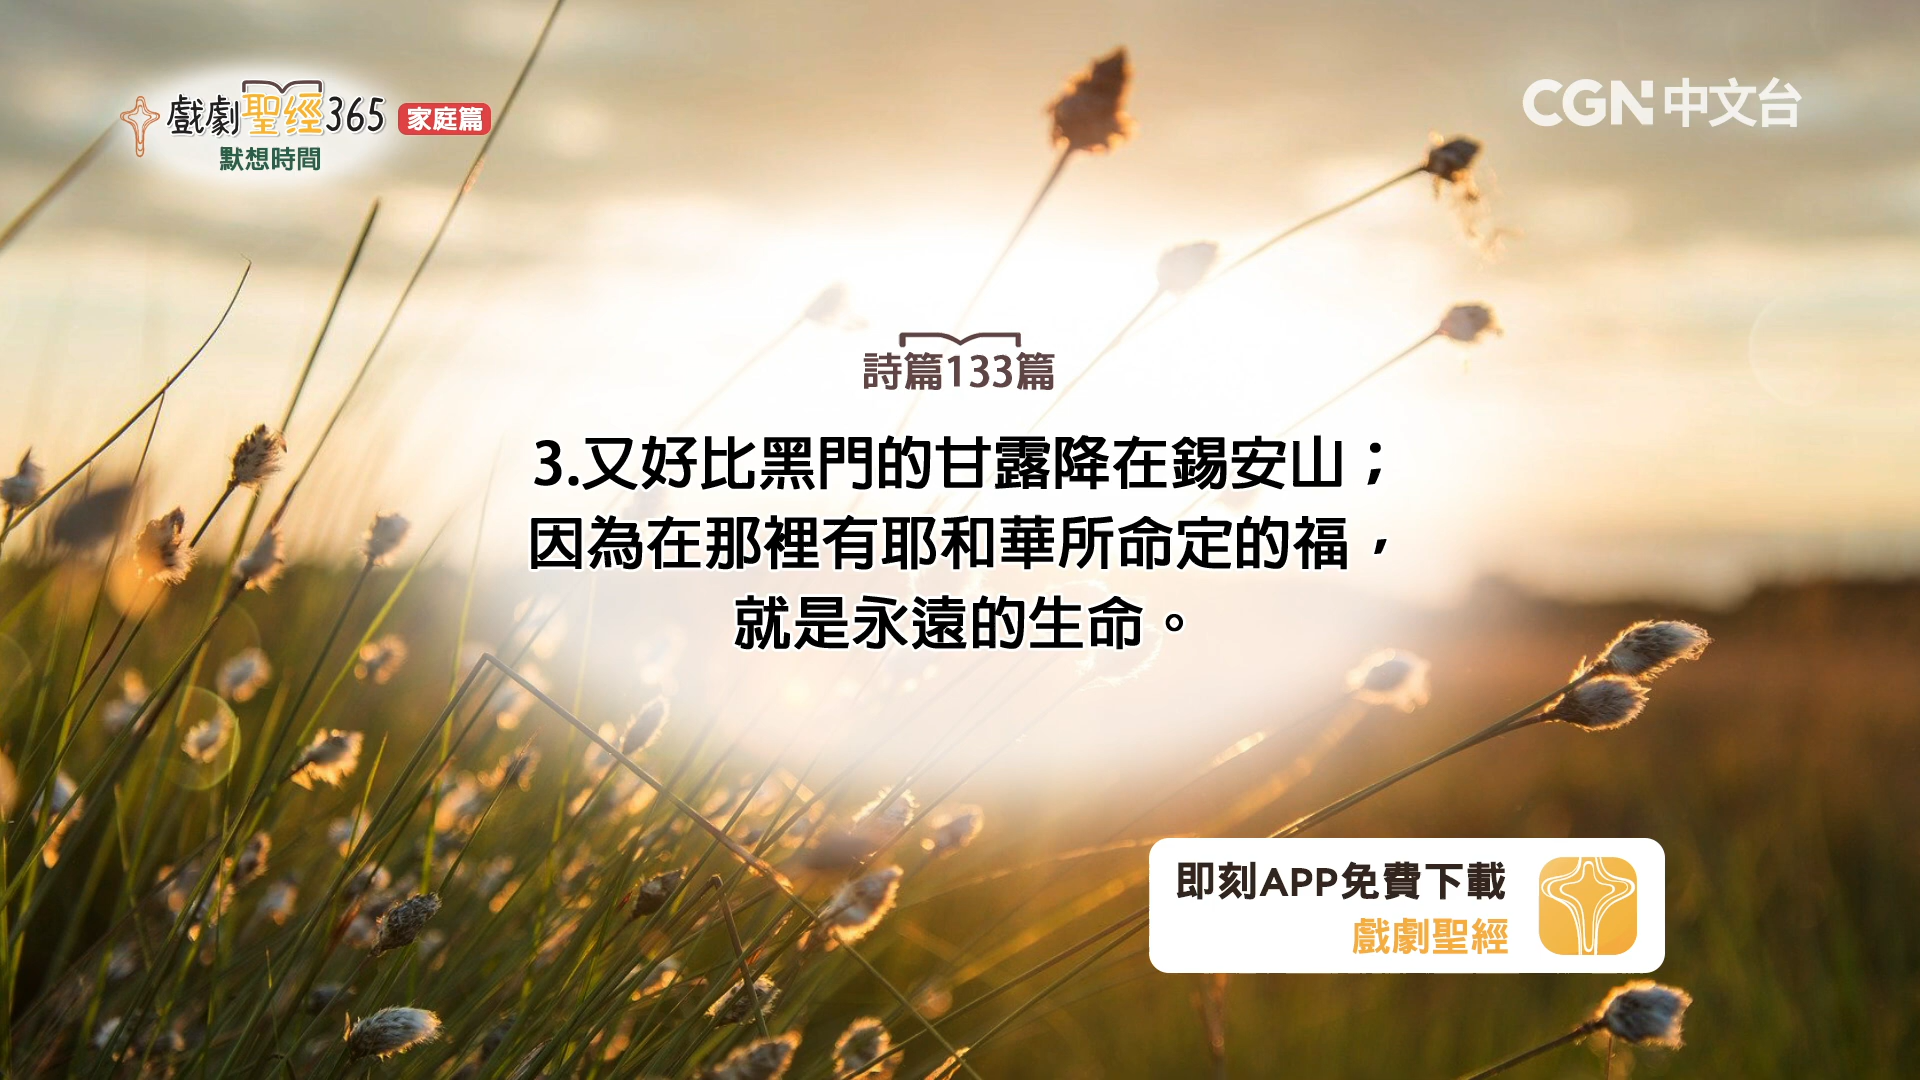 戲劇聖經365 家庭篇
默想時間
CGN中文台
詩篇133篇
3.又好比黑門的甘露降在錫安山；
因為在那裡有耶和華所命定的福，
就是永遠的生命。
即刻APP免費下載
戲劇聖經